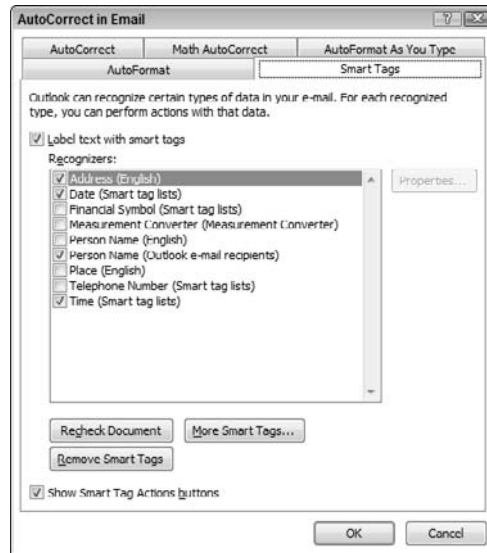 AutoCorrect in Email
AutoCorrect Math AutoCorrect AutoFormat As You Type
AutoFormat Smart Tags
Outlook can recognize certain types of data in your e-mail. For each recognized
type, you can perform actions with that data.
Label text with smart tags
Recognizers:
Address (English)
Properties...
Date (Smart tag lists)
Financial Symbol (Smart tag lists)
Measurement Converter (Measurement Converter)
Person Name (English)
Person Name (Outlook e-mail recipients)
Place (English)
Telephone Number (Smart tag lists)
Time (Smart tag lists)
Recheck Document More Smart Tags...
Remove Smart Tags
Show Smart Tag Actions buttons
OK Cancel